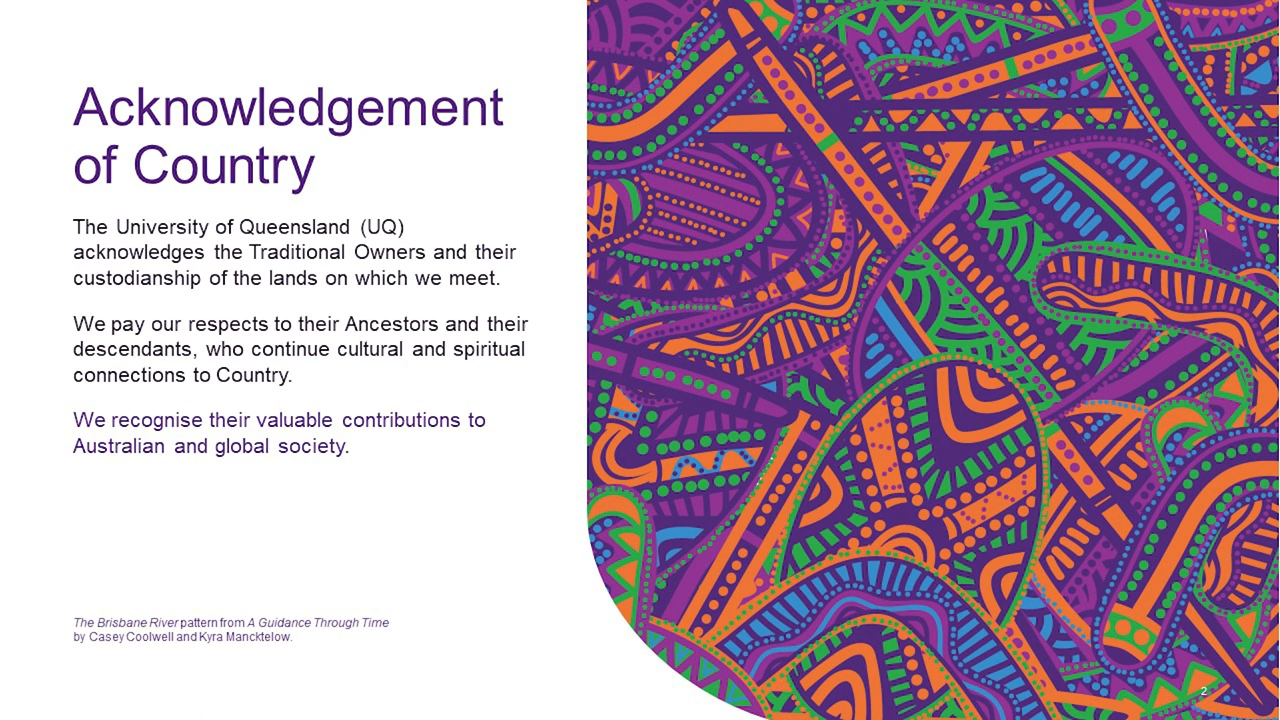 Acknowledgement
of Country
The University of Queensland (UQ)
acknowledges the Traditional Owners and their
custodianship of the lands on which we meet.
We pay our respects to their Ancestors and their
descendants, who continue cultural and spiritual
connections to Country.
We recognise their valuable contributions to
Australian and global society.
The Brisbane River pattern from A Guidance Through Time
by Casey Coolwell and Kyra Mancktelow.
2